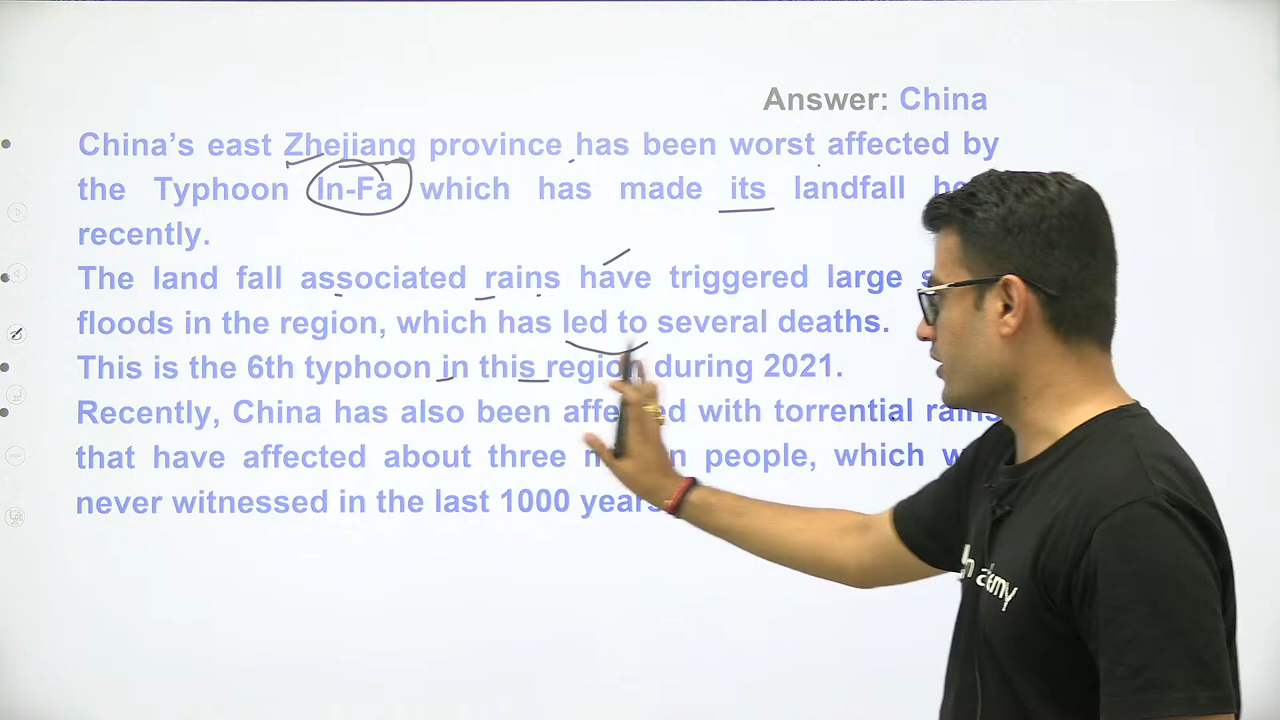 Answer: China
China’s east Zhejiang province has been worst affected by
the Typhoon In-Fa which has made its landfall
recently.
The land fall associated rains have triggered large
floods in the region, which has led to several deaths.
This is the 6th typhoon in this region during 2021.
Recently, China has also been with torrential rains
that have affected about three people, which
never witnessed in the last 1000 years